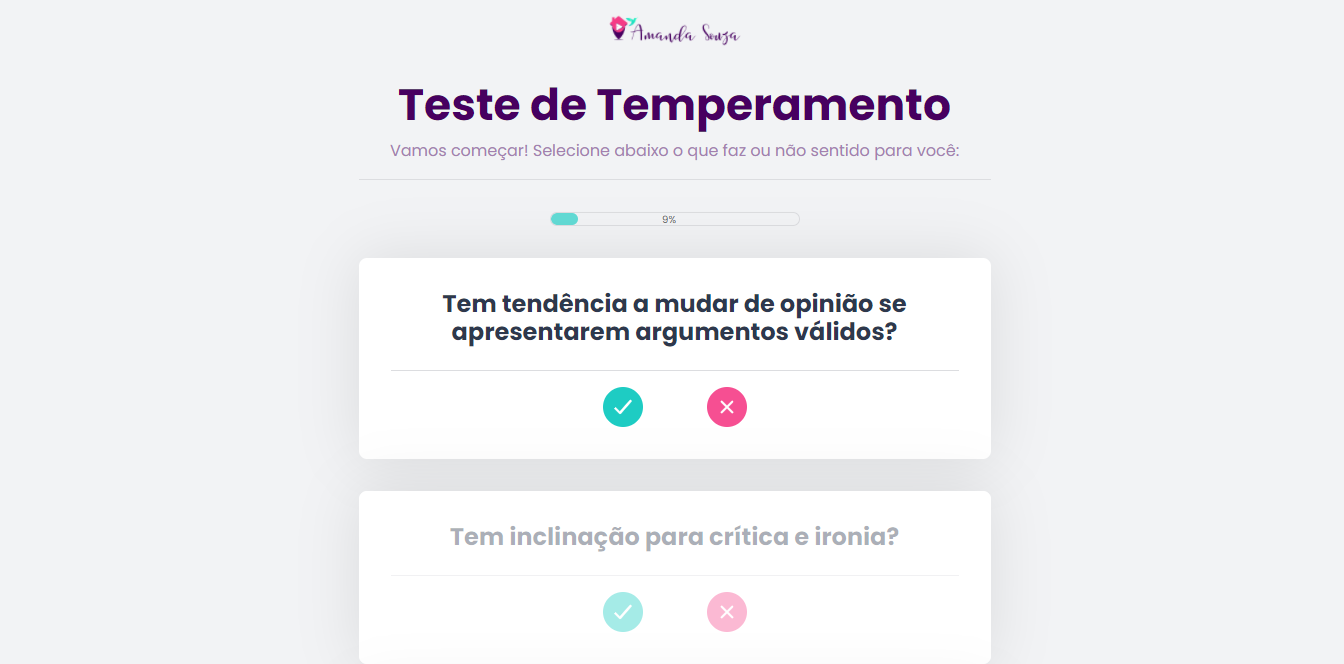 Amanda Souza
Teste de Temperamento
Vamos começar! Selecione abaixo o que faz ou não sentido para você:
9%
Tem tendência a mudar de opinião se
apresentarem argumentos válidos?
Tem inclinação para crítica e ironia?